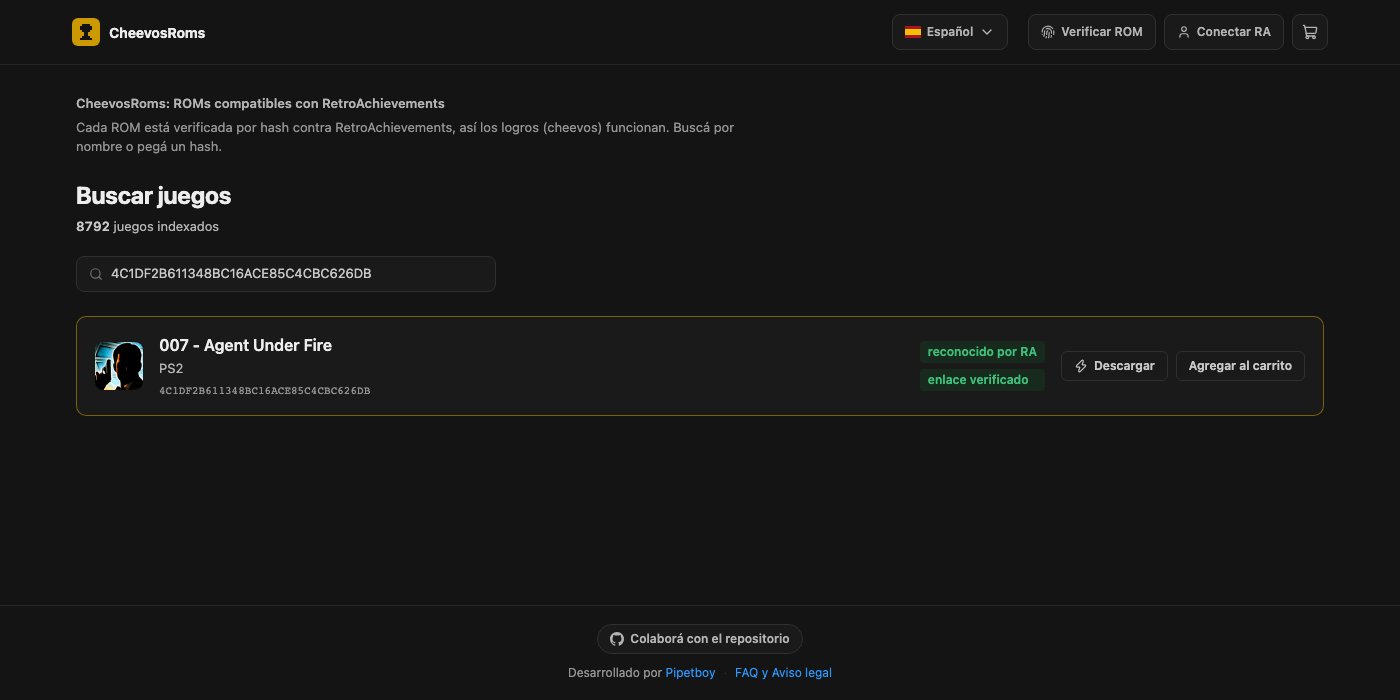 CheevosRoms
Español
Verificar ROM
Conectar RA
CheevosRoms: ROMs compatibles con RetroAchievements
Cada ROM está verificada por hash contra RetroAchievements, así los logros (cheevos) funcionan. Buscá por
nombre o pegá un hash.
Buscar juegos
8792 juegos indexados
4C1DF2B611348BC16ACE85C4CBC626DB
007 - Agent Under Fire
PS2
4C1DF2B611348BC16ACE85C4CBC626DB
reconocido por RA
enlace verificado
Descargar
Agregar al carrito
Colaborá con el repositorio
Desarrollado por Pipetboy · FAQ y Aviso legal